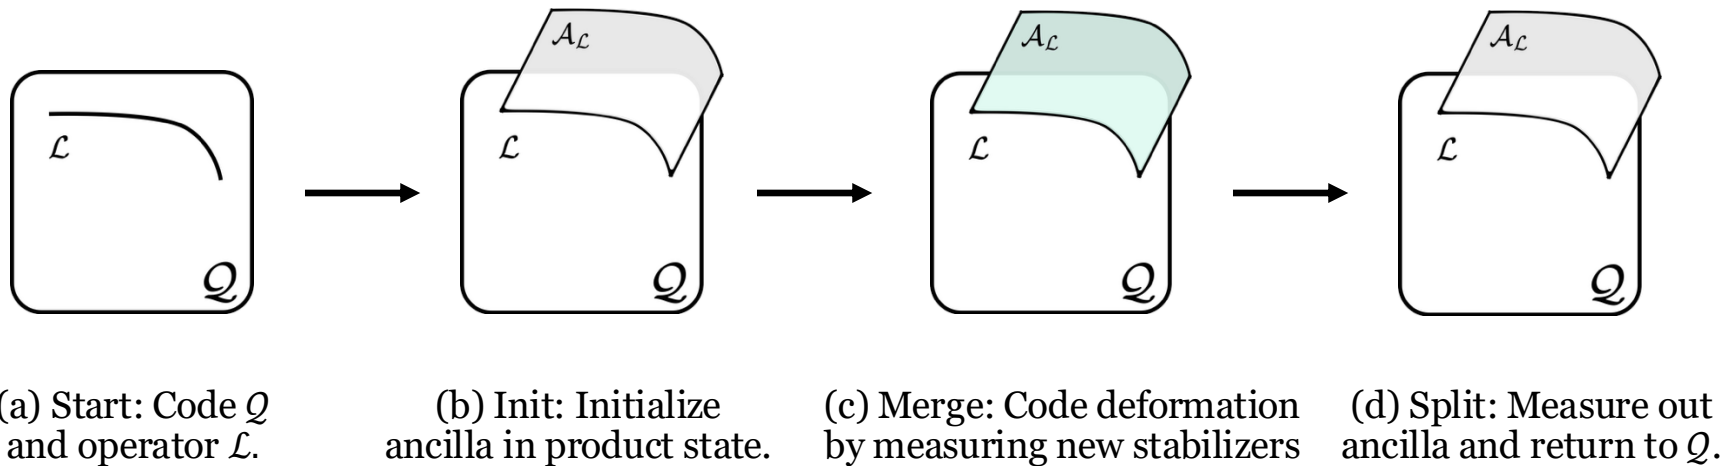 𝒜ℒ
𝒜ℒ
𝒜ℒ
ℒ
ℒ
ℒ
ℒ
𝒬
𝒬
𝒬
𝒬
(a) Start: Code 𝒬
and operator ℒ.
(b) Init: Initialize
ancilla in product state.
(c) Merge: Code deformation
by measuring new stabilizers
(d) Split: Measure out
ancilla and return to 𝒬.